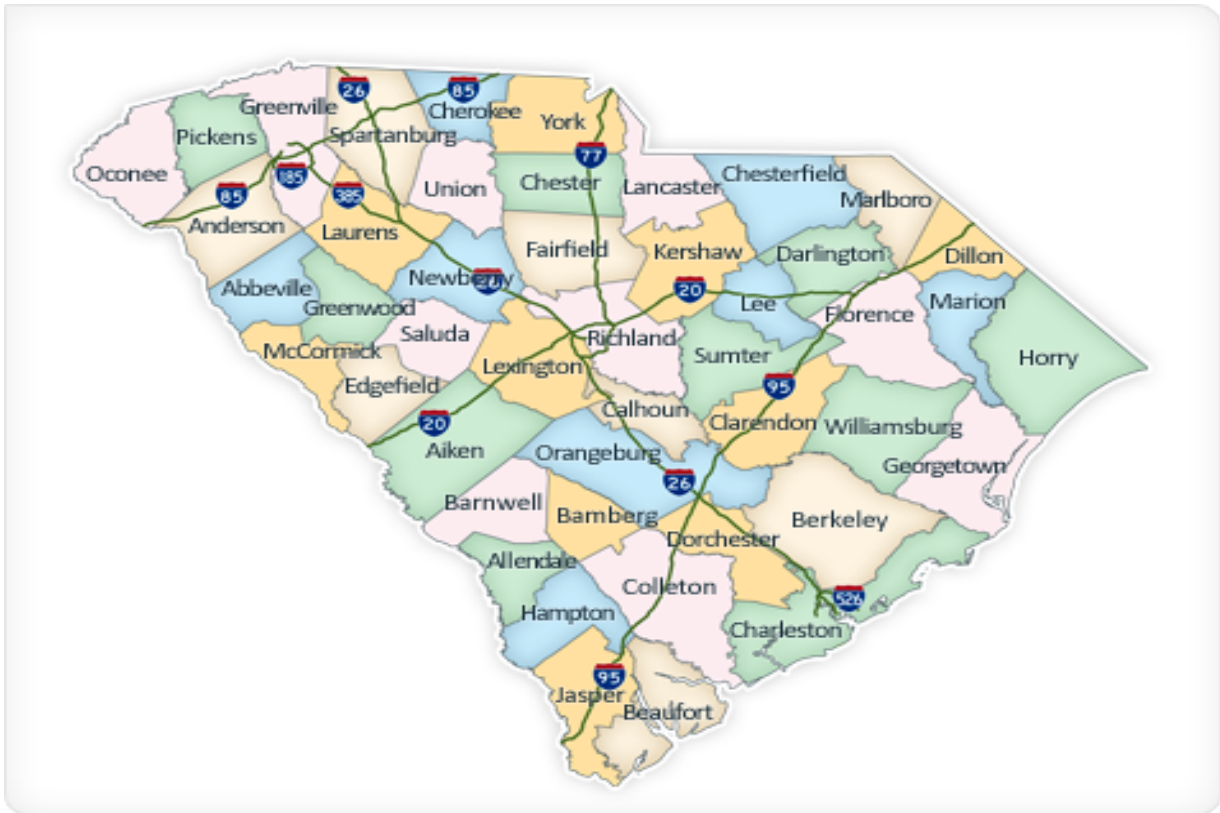 26
85
Greenville
Cherokee
York
Pickens
Spartanburg
77
Oconee
185
85
385
Union
Chester
Lancaster
Chesterfield
Marlboro
Anderson
Laurens
Fairfield
Kershaw
Darlington
Dillon
Abbeville
Newberry
Greenwood
20
Lee
Marion
Florence
Saluda
Richland
McCormick
Lexington
Sumter
Horry
Edgefield
95
Calhoun
20
Clarendon
Williamsburg
Aiken
Orangeburg
Georgetown
26
Barnwell
Bamberg
Berkeley
Dorchester
Allendale
Colleton
526
Hampton
Charleston
95
Jasper
Beaufort